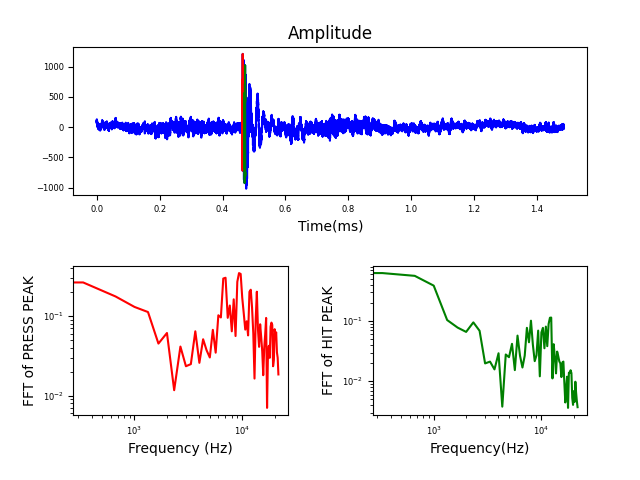 Amplitude
1000
500
0
−500
−1000
0.0 0.2 0.4 0.6 0.8 1.0 1.2 1.4
Time(ms)
FFT of PRESS PEAK
10⁻¹
10⁻²
10³ 10⁴
Frequency (Hz)
FFT of HIT PEAK
10⁻¹
10⁻²
10³ 10⁴
Frequency(Hz)